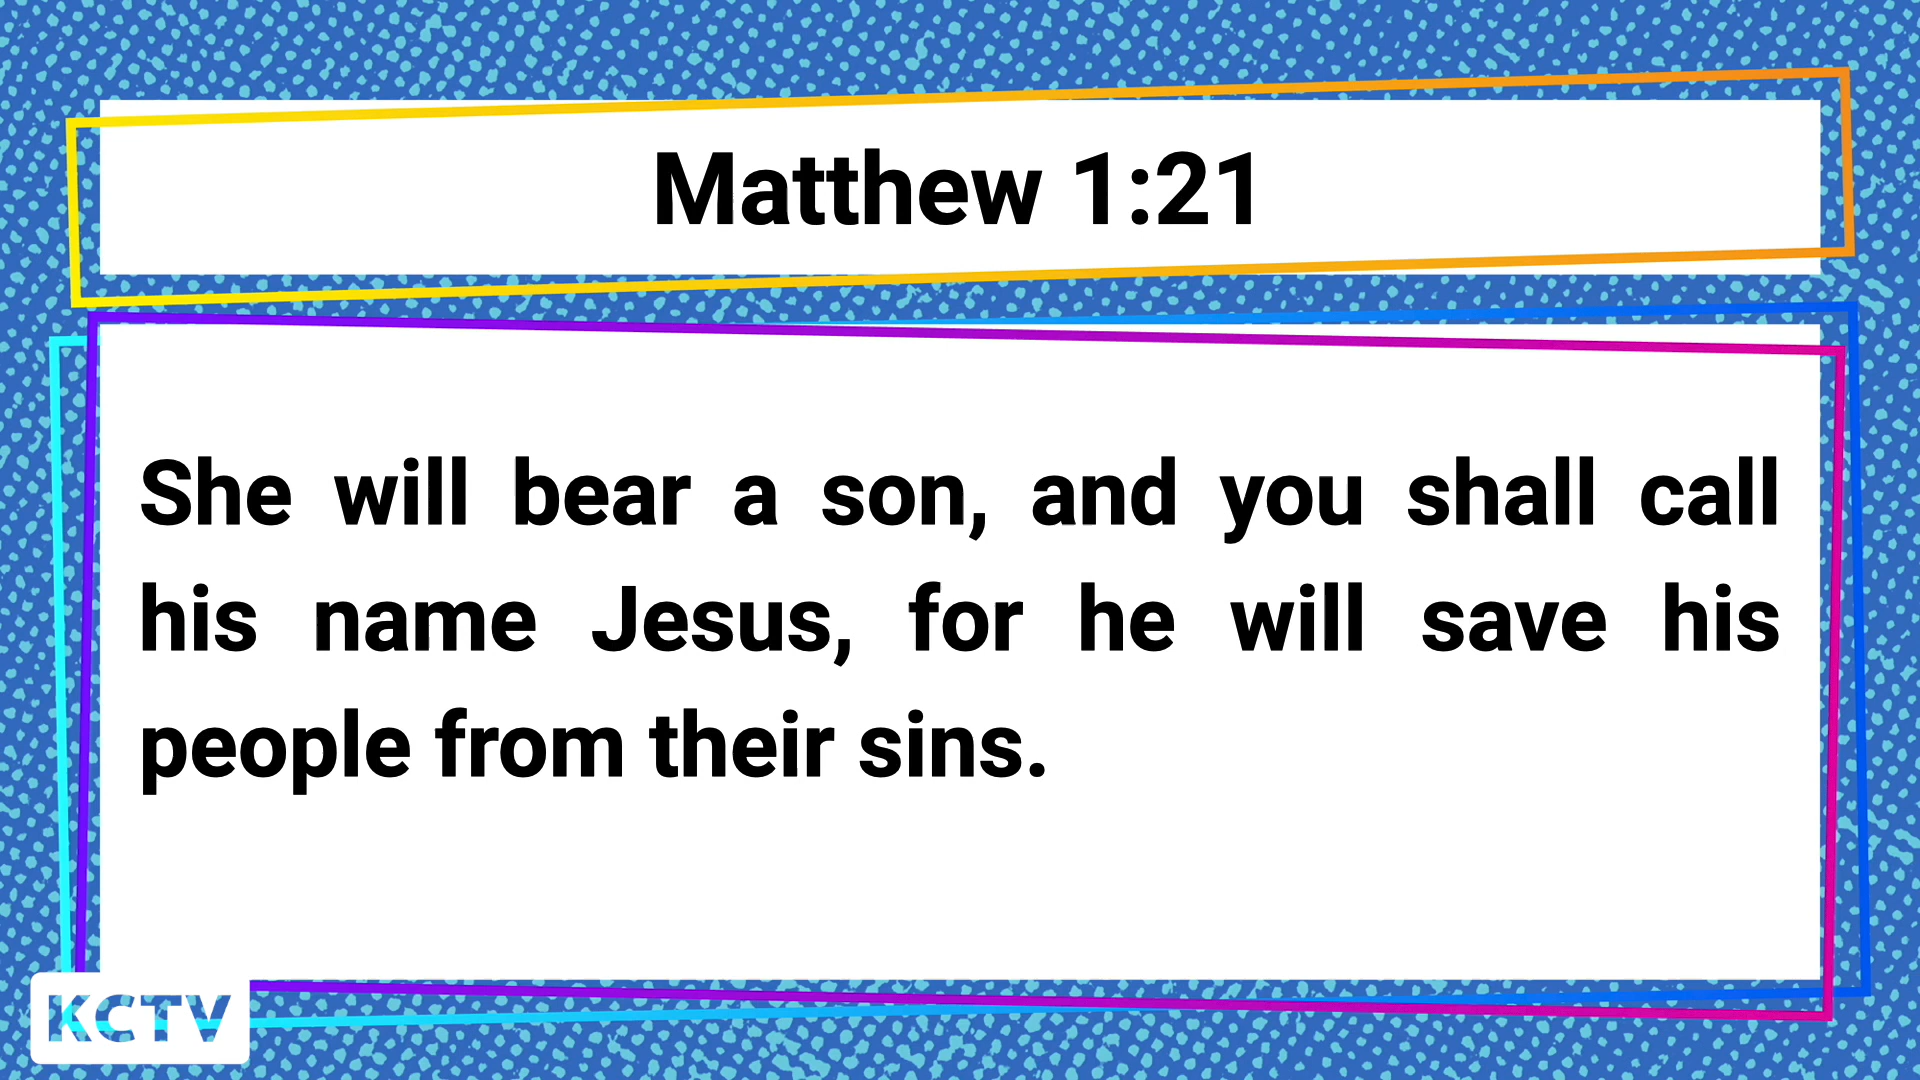 Matthew 1:21
She will bear a son, and you shall call
his name Jesus, for he will save his
people from their sins.
KCTV